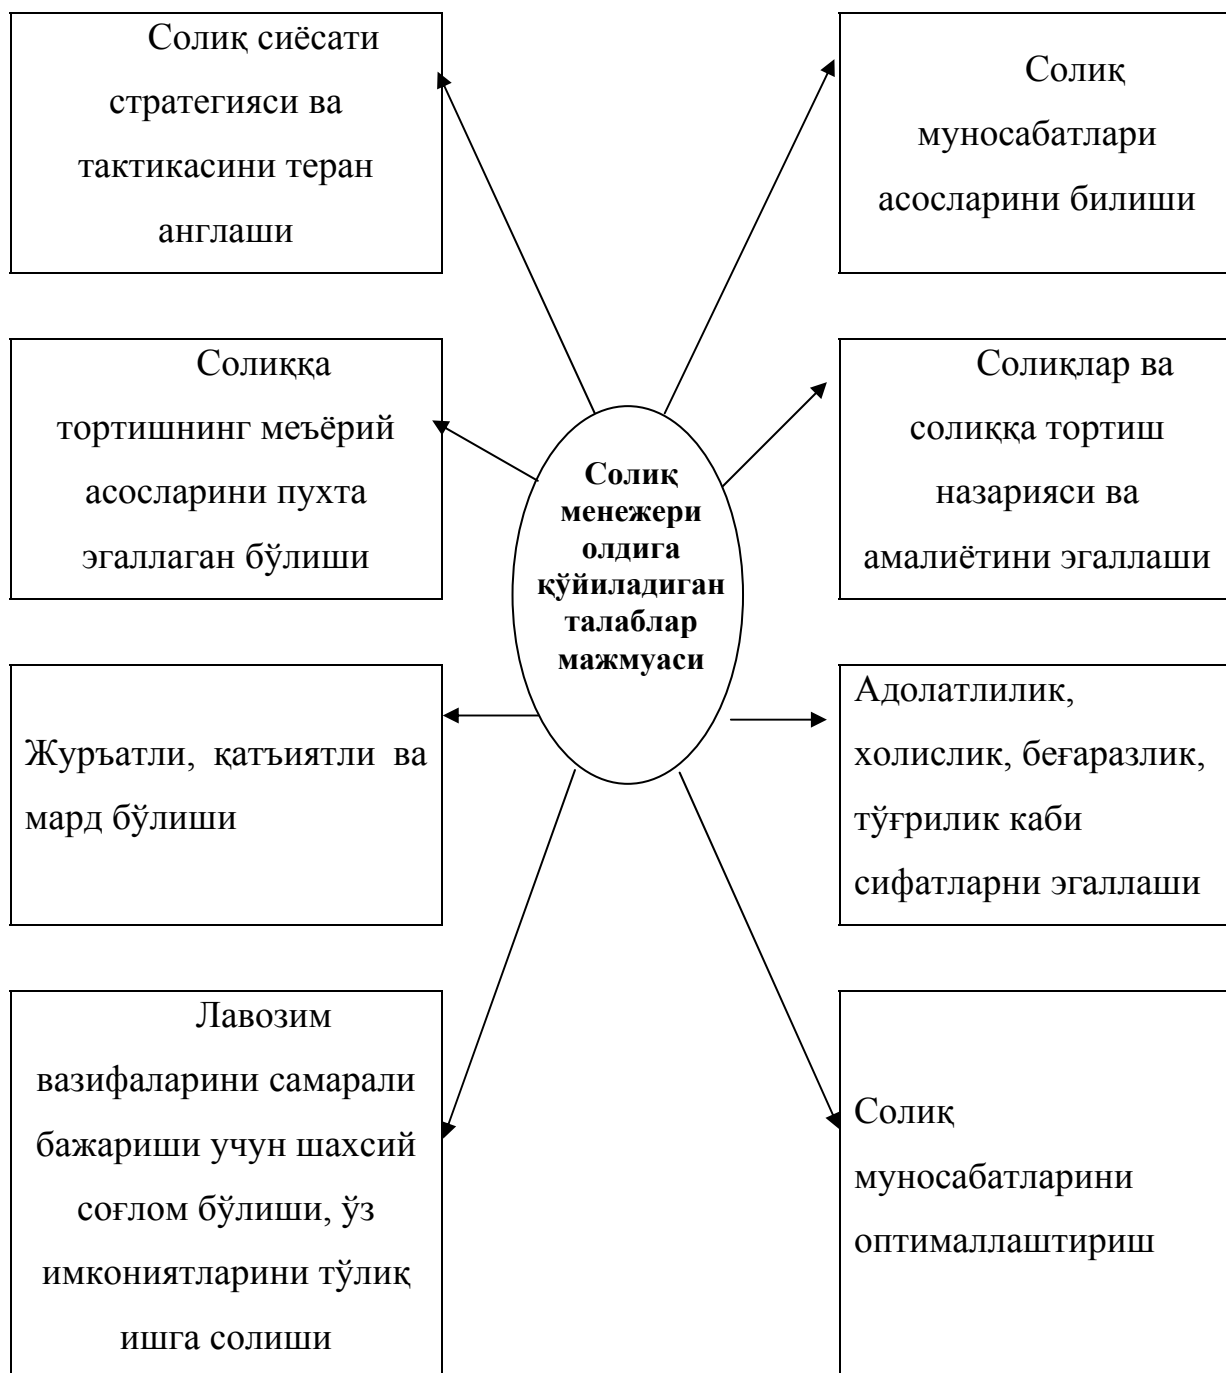 Солиқ сиёсати
стратегияси ва
тактикасини теран
англаши
Солиқ
муносабатлари
асосларини билиши
Солиққа
тортишнинг меъёрий
асосларини пухта
эгаллаган бўлиши
Солиқлар ва
солиққа тортиш
назарияси ва
амалиётини эгаллаши
Солиқ
менежери
олдига
қўйиладиган
талаблар
мажмуаси
Журъатли, қатъиятли ва
мард бўлиши
Адолатлилик,
холислик, беғаразлик,
тўғрилик каби
сифатларни эгаллаши
Лавозим
вазифаларини самарали
бажариши учун шахсий
соғлом бўлиши, ўз
имкониятларини тўлиқ
ишга солиши
Солиқ
муносабатларини
оптималлаштириш